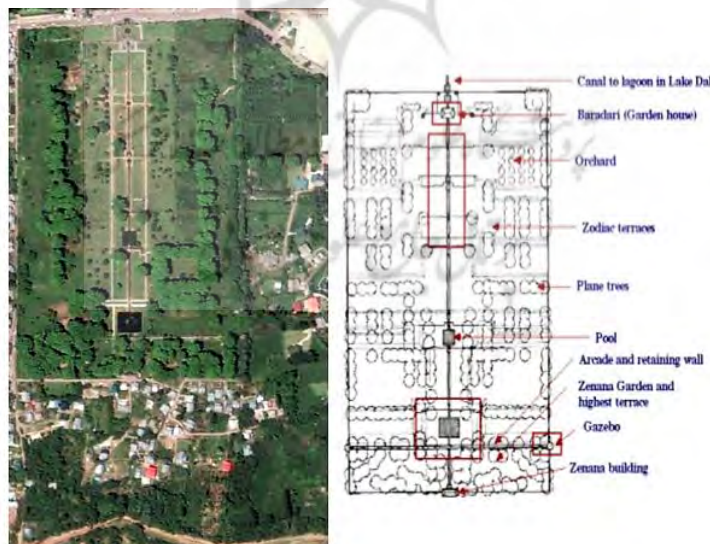 Canal to lagoon in Lake Dal
Baradari (Garden house)
Orchard
Zodiac terraces
Plane trees
Pool
Arcade and retaining wall
Zenana Garden and
highest terrace
Gazebo
Zenana building